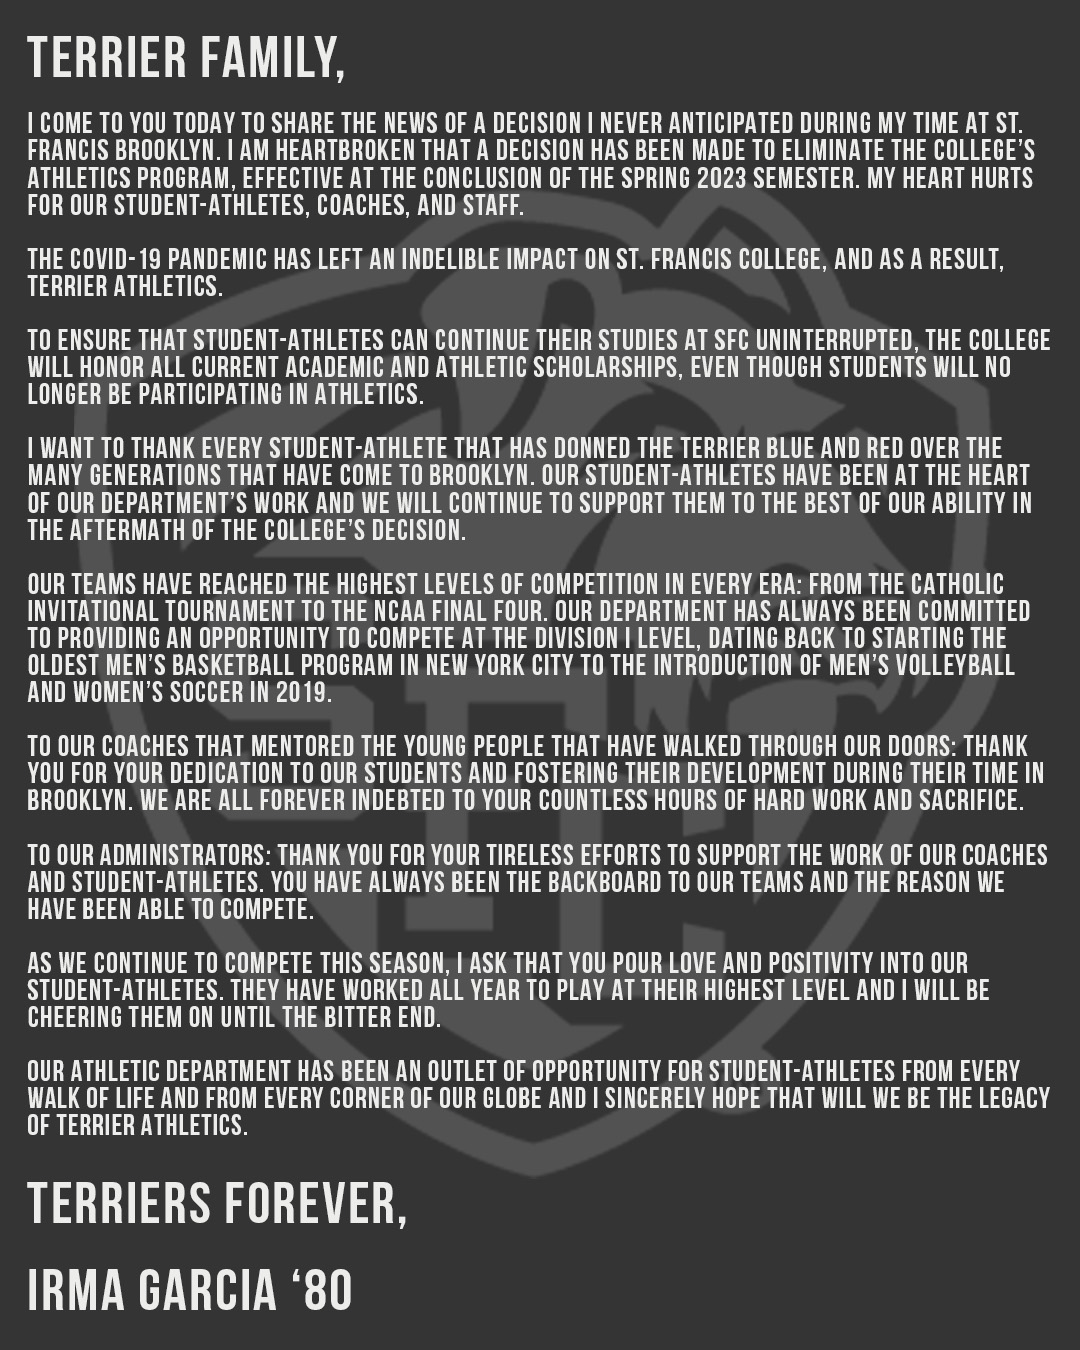 TERRIER FAMILY,
I COME TO YOU TODAY TO SHARE THE NEWS OF A DECISION I NEVER ANTICIPATED DURING MY TIME AT ST.
FRANCIS BROOKLYN. I AM HEARTBROKEN THAT A DECISION HAS BEEN MADE TO ELIMINATE THE COLLEGE'S
ATHLETICS PROGRAM, EFFECTIVE AT THE CONCLUSION OF THE SPRING 2023 SEMESTER. MY HEART HURTS
FOR OUR STUDENT-ATHLETES, COACHES, AND STAFF.
THE COVID-19 PANDEMIC HAS LEFT AN INDELIBLE IMPACT ON ST. FRANCIS COLLEGE, AND AS A RESULT,
TERRIER ATHLETICS.
TO ENSURE THAT STUDENT-ATHLETES CAN CONTINUE THEIR STUDIES AT SFC UNINTERRUPTED, THE COLLEGE
WILL HONOR ALL CURRENT ACADEMIC AND ATHLETIC SCHOLARSHIPS, EVEN THOUGH STUDENTS WILL NO
LONGER BE PARTICIPATING IN ATHLETICS.
I WANT TO THANK EVERY STUDENT-ATHLETE THAT HAS DONNED THE TERRIER BLUE AND RED OVER THE
MANY GENERATIONS THAT HAVE COME TO BROOKLYN. OUR STUDENT-ATHLETES HAVE BEEN AT THE HEART
OF OUR DEPARTMENT'S WORK AND WE WILL CONTINUE TO SUPPORT THEM TO THE BEST OF OUR ABILITY IN
THE AFTERMATH OF THE COLLEGE'S DECISION.
OUR TEAMS HAVE REACHED THE HIGHEST LEVELS OF COMPETITION IN EVERY ERA: FROM THE CATHOLIC
INVITATIONAL TOURNAMENT TO THE NCAA FINAL FOUR. OUR DEPARTMENT HAS ALWAYS BEEN COMMITTED
TO PROVIDING AN OPPORTUNITY TO COMPETE AT THE DIVISION I LEVEL, DATING BACK TO STARTING THE
OLDEST MEN'S BASKETBALL PROGRAM IN NEW YORK CITY TO THE INTRODUCTION OF MEN'S VOLLEYBALL
AND WOMEN'S SOCCER IN 2019.
TO OUR COACHES THAT MENTORED THE YOUNG PEOPLE THAT HAVE WALKED THROUGH OUR DOORS: THANK
YOU FOR YOUR DEDICATION TO OUR STUDENTS AND FOSTERING THEIR DEVELOPMENT DURING THEIR TIME IN
BROOKLYN. WE ARE ALL FOREVER INDEBTED TO YOUR COUNTLESS HOURS OF HARD WORK AND SACRIFICE.
TO OUR ADMINISTRATORS: THANK YOU FOR YOUR TIRELESS EFFORTS TO SUPPORT THE WORK OF OUR COACHES
AND STUDENT-ATHLETES. YOU HAVE ALWAYS BEEN THE BACKBOARD TO OUR TEAMS AND THE REASON WE
HAVE BEEN ABLE TO COMPETE.
AS WE CONTINUE TO COMPETE THIS SEASON, I ASK THAT YOU POUR LOVE AND POSITIVITY INTO OUR
STUDENT-ATHLETES. THEY HAVE WORKED ALL YEAR TO PLAY AT THEIR HIGHEST LEVEL AND I WILL BE
CHEERING THEM ON UNTIL THE BITTER END.
OUR ATHLETIC DEPARTMENT HAS BEEN AN OUTLET OF OPPORTUNITY FOR STUDENT-ATHLETES FROM EVERY
WALK OF LIFE AND FROM EVERY CORNER OF OUR GLOBE AND I SINCERELY HOPE THAT WILL WE BE THE LEGACY
OF TERRIER ATHLETICS.
TERRIERS FOREVER,
IRMA GARCIA ‘80
SFC